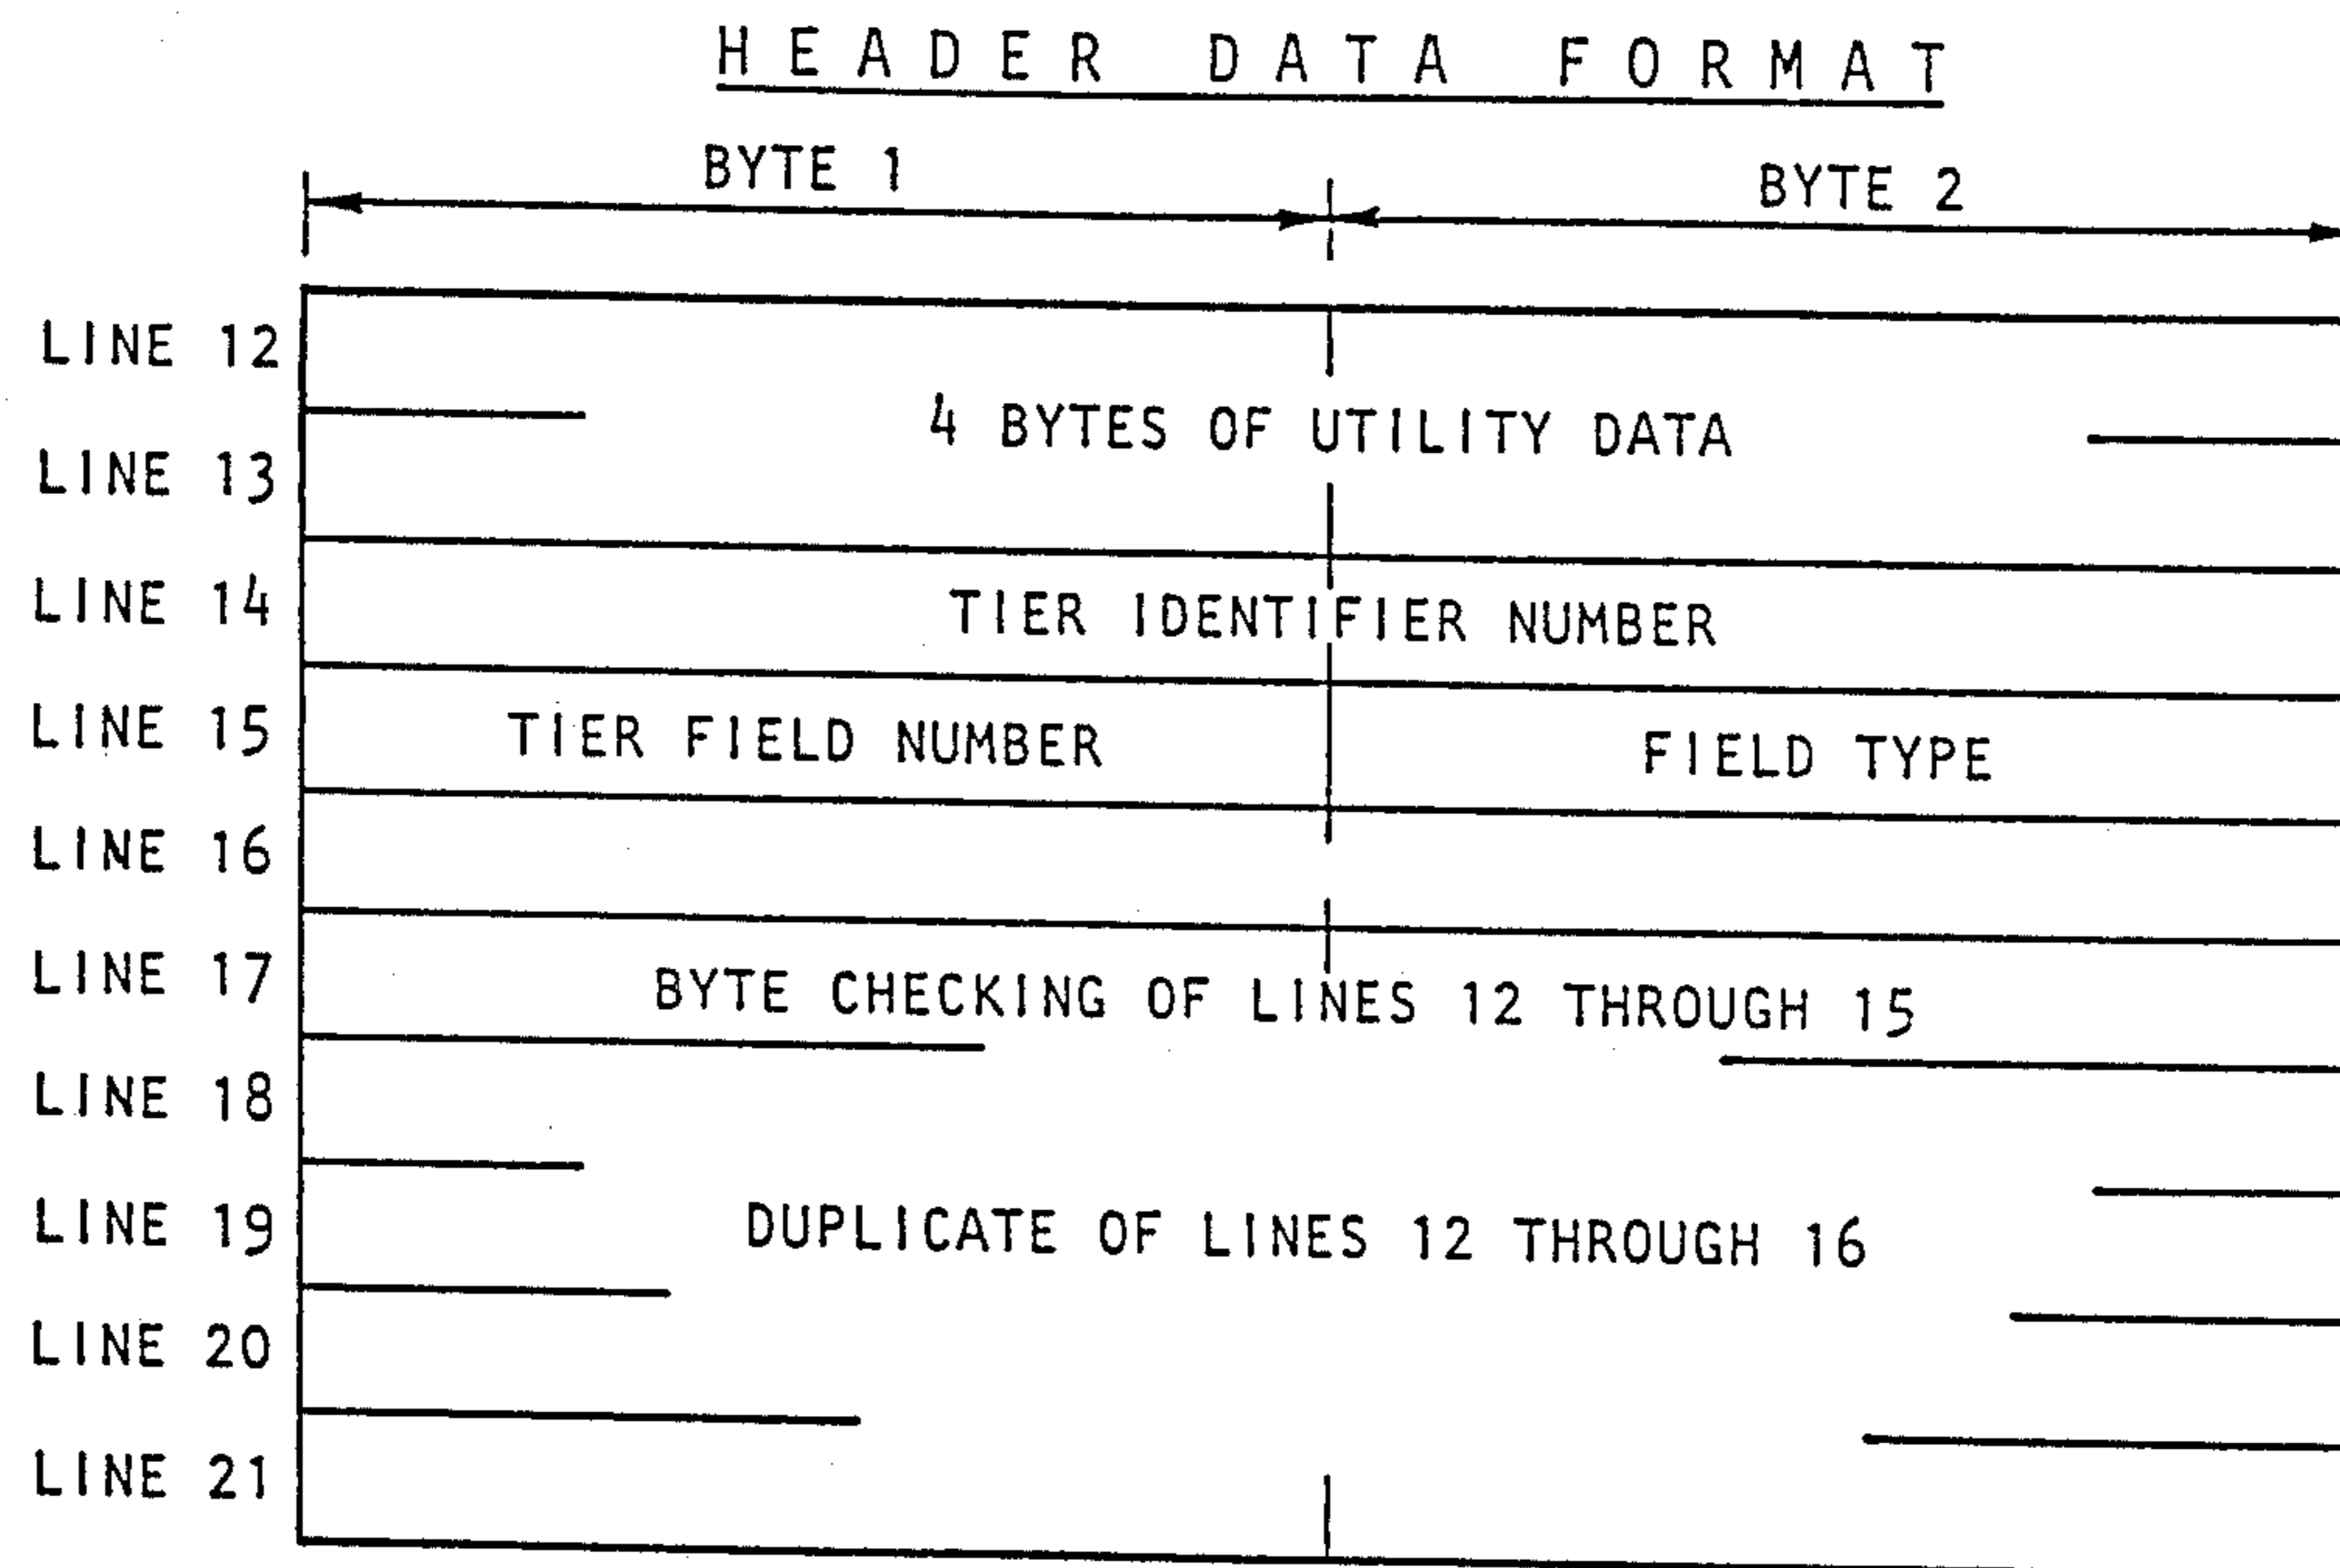 HEADER DATA FORMAT
BYTE 1
BYTE 2
LINE 12
4 BYTES OF UTILITY DATA
LINE 13
LINE 14
TIER IDENTIFIER NUMBER
LINE 15
TIER FIELD NUMBER
FIELD TYPE
LINE 16
LINE 17
BYTE CHECKING OF LINES 12 THROUGH 15
LINE 18
LINE 19
DUPLICATE OF LINES 12 THROUGH 16
LINE 20
LINE 21